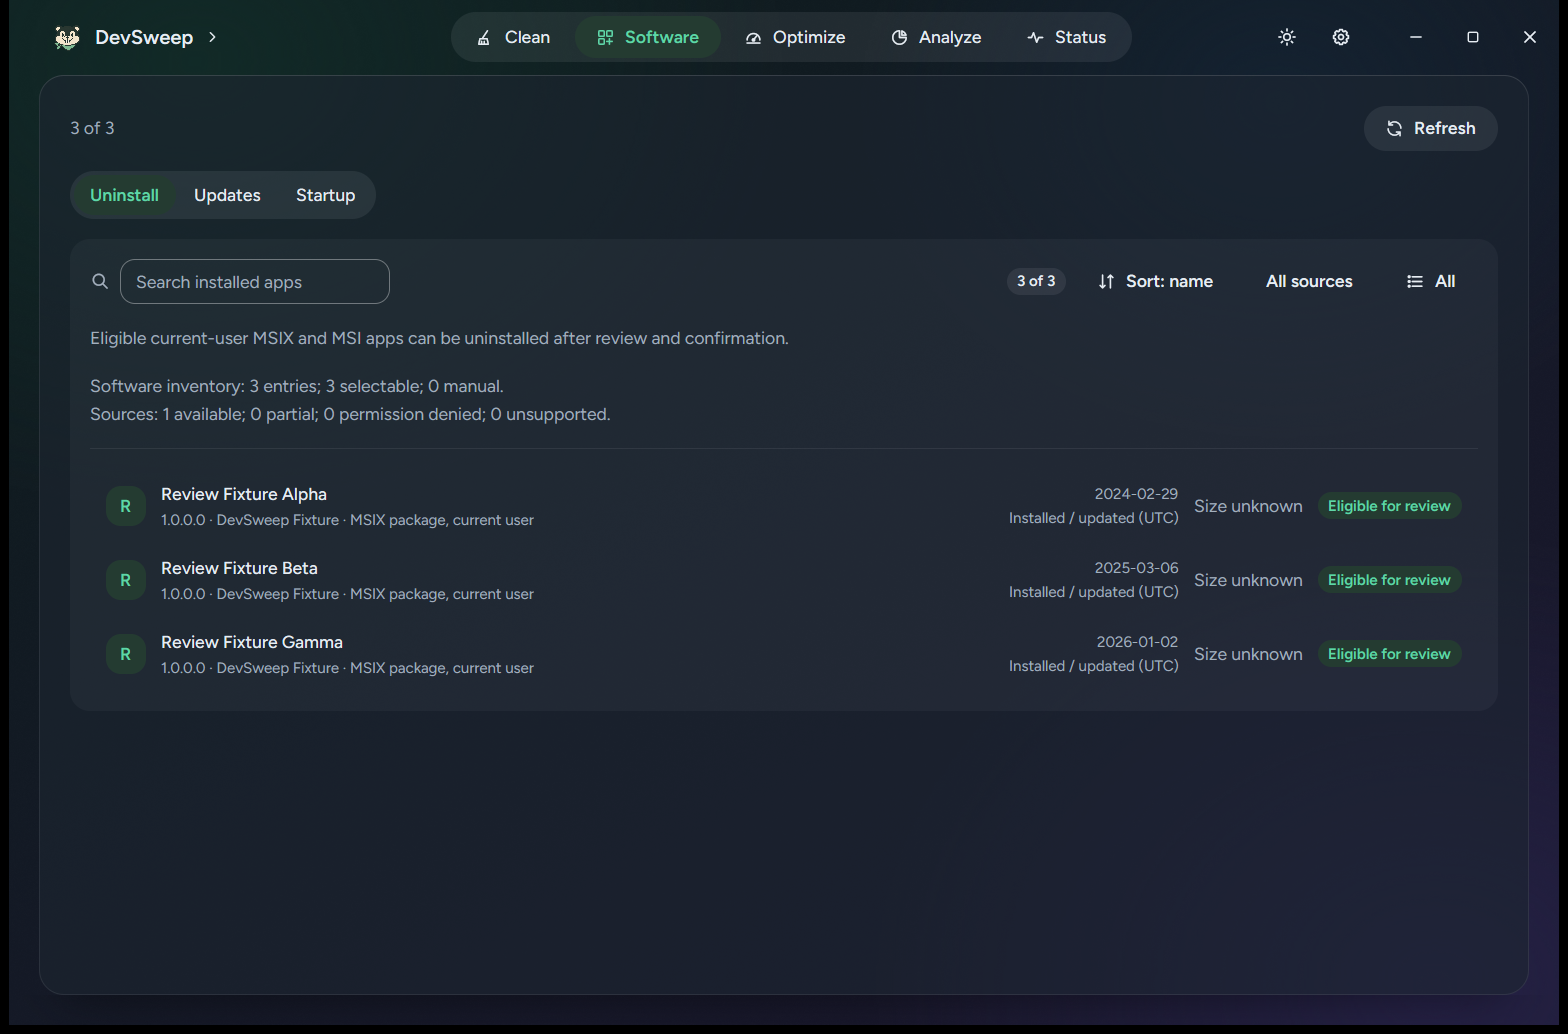 DevSweep
Clean
Software
Optimize
Analyze
Status
3 of 3
Refresh
Uninstall
Updates
Startup
Search installed apps
3 of 3
Sort: name
All sources
All
Eligible current-user MSIX and MSI apps can be uninstalled after review and confirmation.
Software inventory: 3 entries; 3 selectable; 0 manual.
Sources: 1 available; 0 partial; 0 permission denied; 0 unsupported.
R
Review Fixture Alpha
1.0.0.0 · DevSweep Fixture · MSIX package, current user
2024-02-29
Installed / updated (UTC)
Size unknown
Eligible for review
R
Review Fixture Beta
1.0.0.0 · DevSweep Fixture · MSIX package, current user
2025-03-06
Installed / updated (UTC)
Size unknown
Eligible for review
R
Review Fixture Gamma
1.0.0.0 · DevSweep Fixture · MSIX package, current user
2026-01-02
Installed / updated (UTC)
Size unknown
Eligible for review